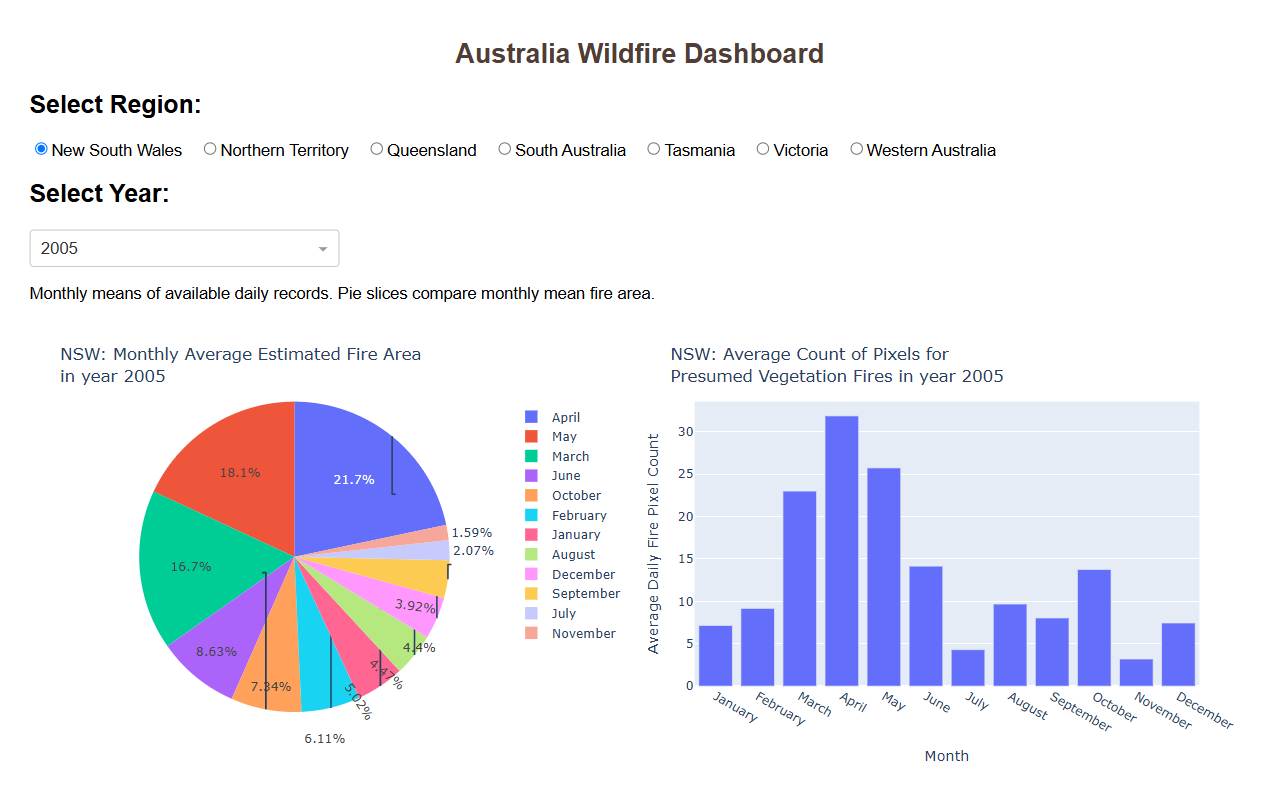 Australia Wildfire Dashboard
Select Region:
New South Wales Northern Territory Queensland South Australia Tasmania Victoria Western Australia
Select Year:
2005
Monthly means of available daily records. Pie slices compare monthly mean fire area.
NSW: Monthly Average Estimated Fire Area
in year 2005
21.7%
18.1%
16.7%
8.63%
7.34%
6.11%
5.02%
4.47%
4.4%
3.92%
2.07%
1.59%
April
May
March
June
October
February
January
August
December
September
July
November
NSW: Average Count of Pixels for
Presumed Vegetation Fires in year 2005
Average Daily Fire Pixel Count
30
25
20
15
10
5
0
January February March April May June July August September October November December
Month